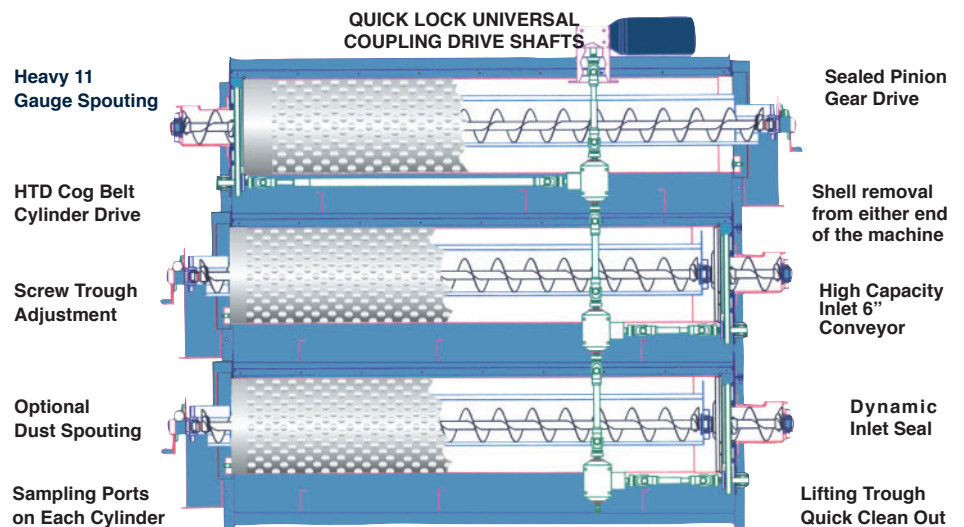 QUICK LOCK UNIVERSAL
COUPLING DRIVE SHAFTS
Heavy 11
Gauge Spouting
HTD Cog Belt
Cylinder Drive
Screw Trough
Adjustment
Optional
Dust Spouting
Sampling Ports
on Each Cylinder
Sealed Pinion
Gear Drive
Shell removal
from either end
of the machine
High Capacity
Inlet 6”
Conveyor
Dynamic
Inlet Seal
Lifting Trough
Quick Clean Out